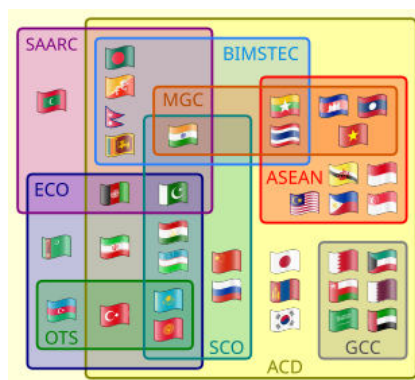 SAARC
BIMSTEC
MGC
ASEAN
ECO
OTS
SCO
GCC
ACD